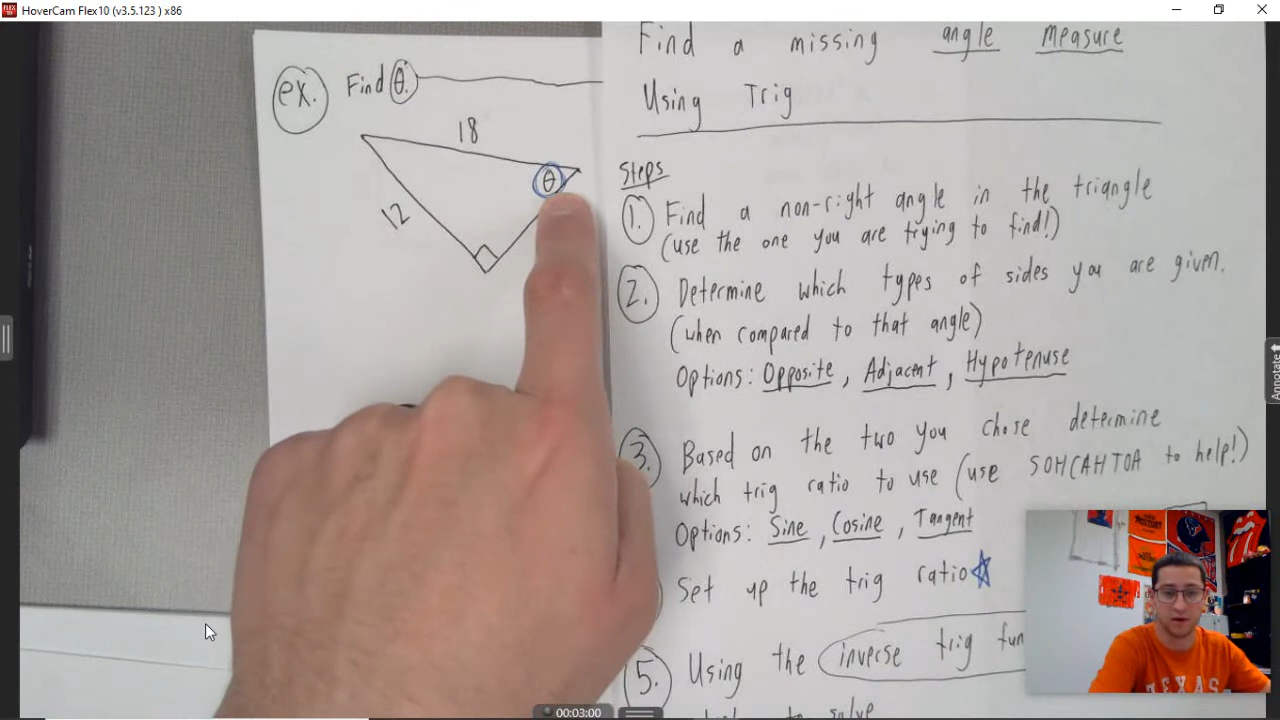 HoverCam Flex10 (v3.5.123) x86
ex. Find θ.
18
θ
12
Find a missing angle measure
Using Trig
Steps
1. Find a non-right angle in the triangle
(use the one you are trying to find!)
2. Determine which types of sides you are given.
(when compared to that angle)
Options: Opposite, Adjacent, Hypotenuse
3. Based on the two you chose determine
which trig ratio to use (use SOHCAHTOA to help!)
Options: Sine, Cosine, Tangent
Set up the trig ratio
5. Using the inverse trig
solve
Annotate
00:03:00
TEXAS